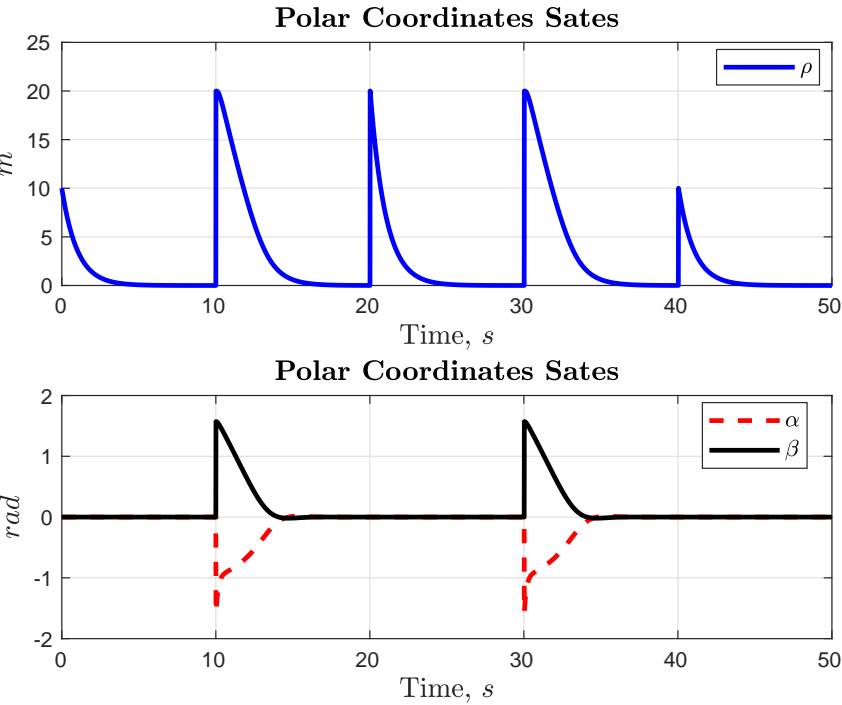 Polar Coordinates Sates
25
20
15
10
5
0
m
ρ
0 10 20 30 40 50
Time, s
Polar Coordinates Sates
2
1
0
-1
-2
rad
α
β
0 10 20 30 40 50
Time, s